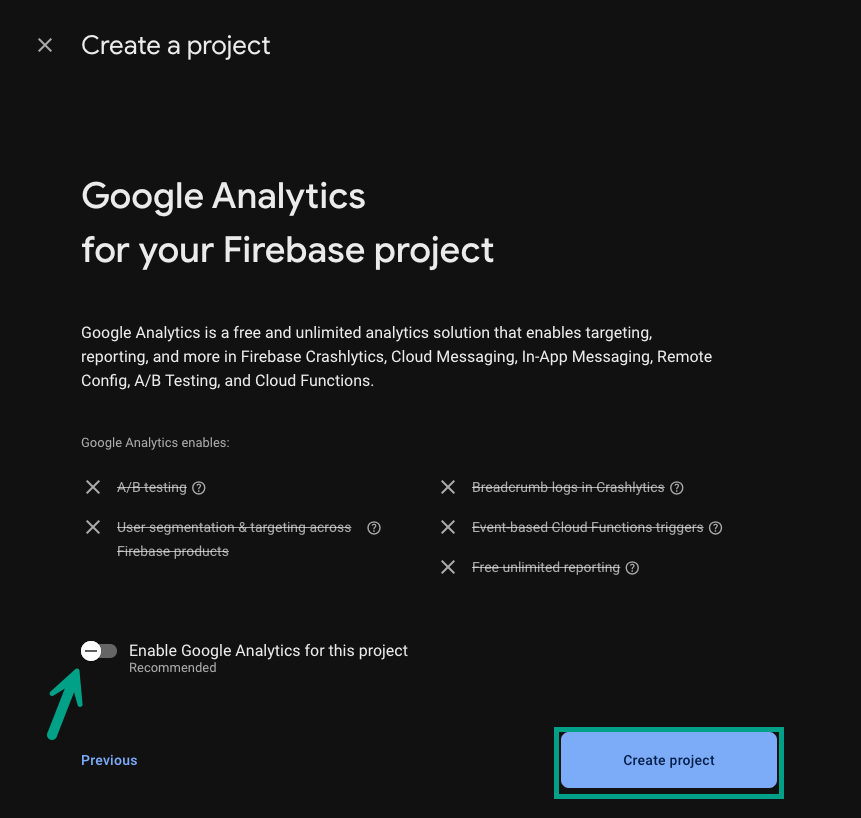 Create a project
Google Analytics
for your Firebase project
Google Analytics is a free and unlimited analytics solution that enables targeting,
reporting, and more in Firebase Crashlytics, Cloud Messaging, In-App Messaging, Remote
Config, A/B Testing, and Cloud Functions.
Google Analytics enables:
A/B testing
User segmentation & targeting across
Firebase products
Breadcrumb logs in Crashlytics
Event-based Cloud Functions triggers
Free unlimited reporting
Enable Google Analytics for this project
Recommended
Previous
Create project